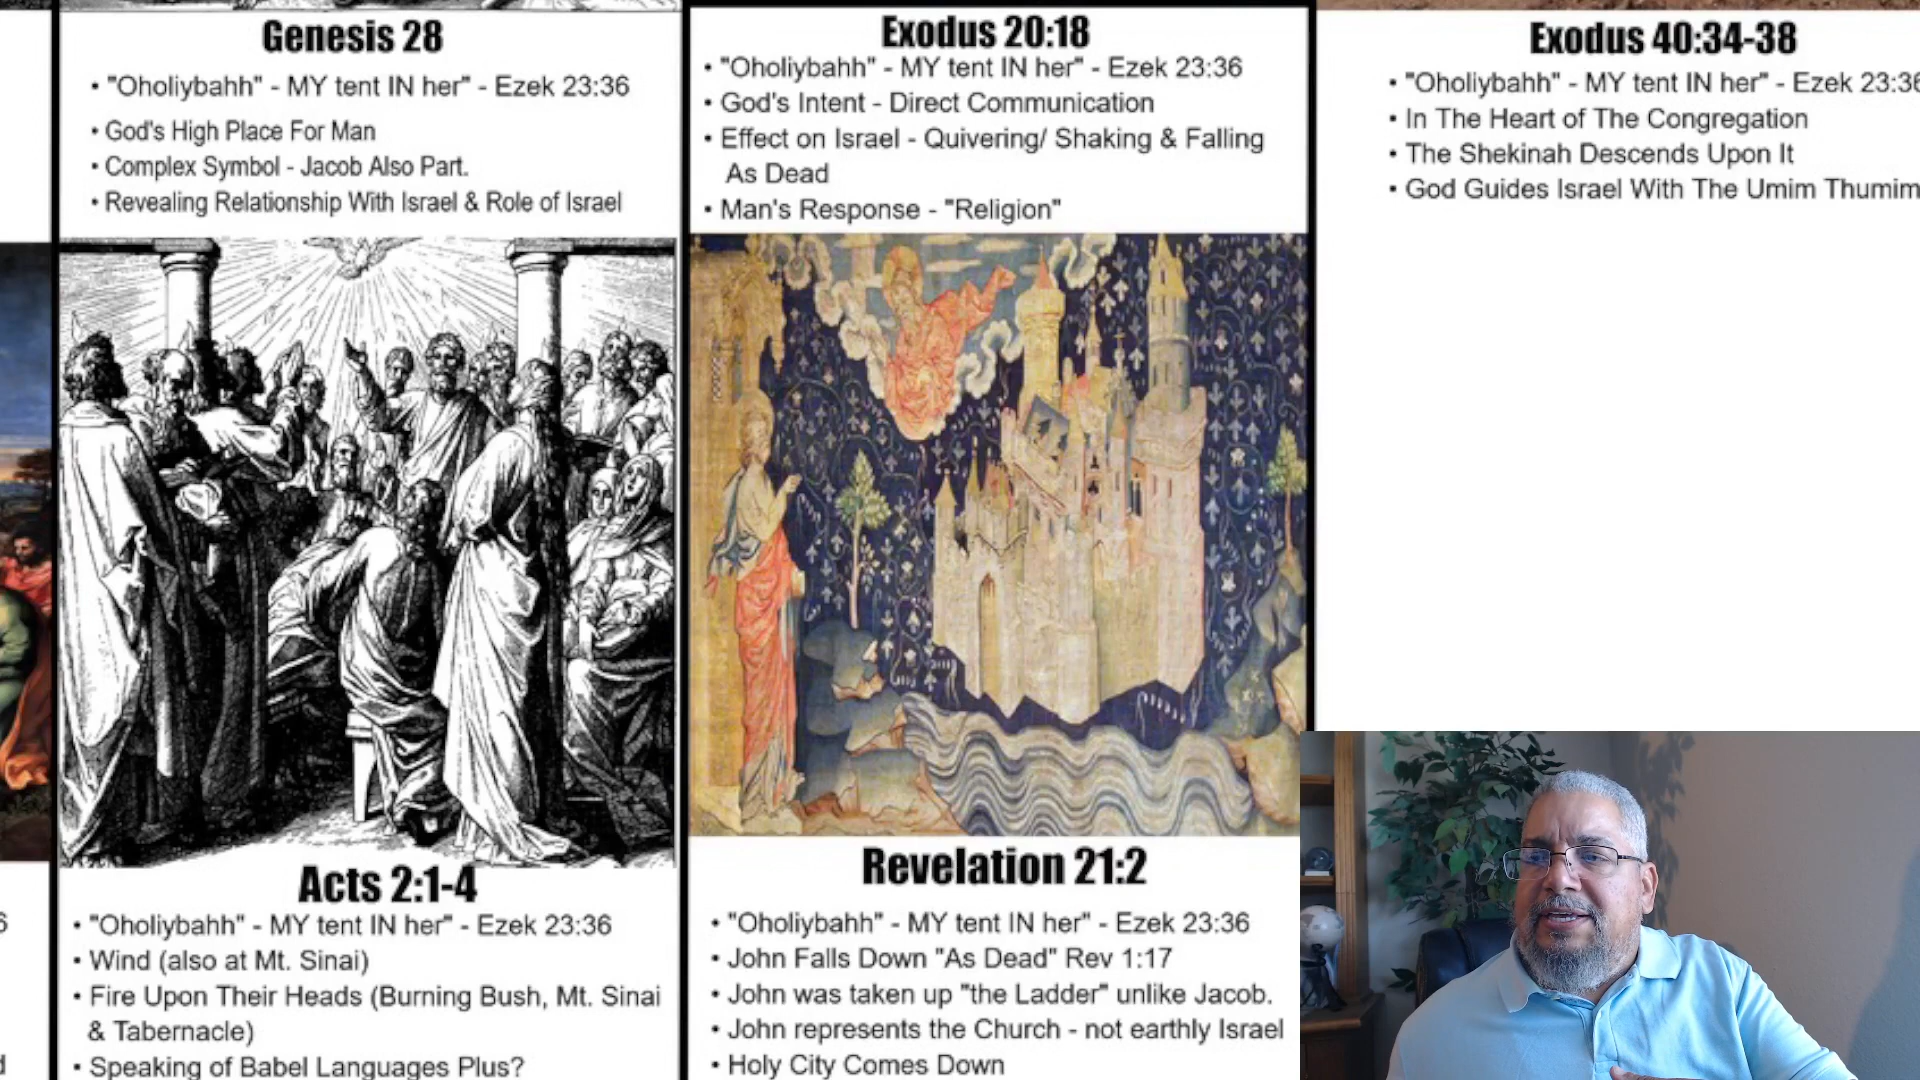 Genesis 28
• "Oholiybahh" - MY tent IN her" - Ezek 23:36
• God's High Place For Man
• Complex Symbol - Jacob Also Part.
• Revealing Relationship With Israel & Role of Israel
Acts 2:1-4
• "Oholiybahh" - MY tent IN her" - Ezek 23:36
• Wind (also at Mt. Sinai)
• Fire Upon Their Heads (Burning Bush, Mt. Sinai
& Tabernacle)
• Speaking of Babel Languages Plus?
Exodus 20:18
• "Oholiybahh" - MY tent IN her" - Ezek 23:36
• God's Intent - Direct Communication
• Effect on Israel - Quivering/ Shaking & Falling
As Dead
• Man's Response - "Religion"
Revelation 21:2
• "Oholiybahh" - MY tent IN her" - Ezek 23:36
• John Falls Down "As Dead" Rev 1:17
• John was taken up "the Ladder" unlike Jacob.
• John represents the Church - not earthly Israel
• Holy City Comes Down
Exodus 40:34-38
• "Oholiybahh" - MY tent IN her" - Ezek 23:36
• In The Heart of The Congregation
• The Shekinah Descends Upon It
• God Guides Israel With The Umim Thumim